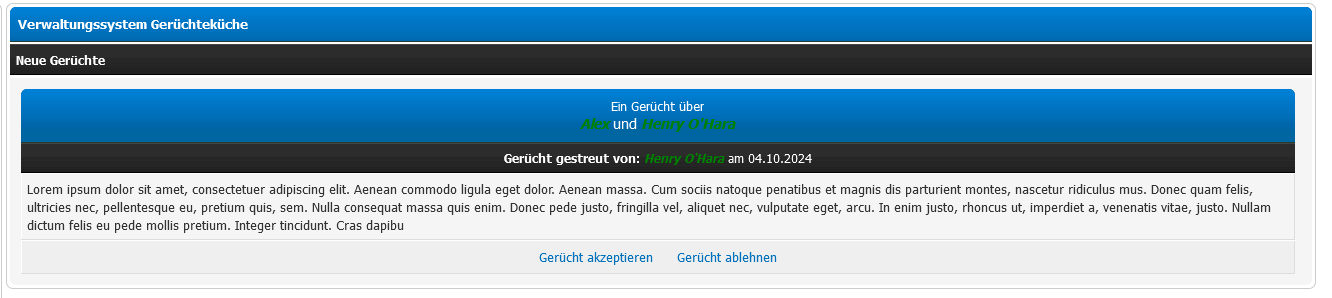 Verwaltungssystem Gerüchteküche
Neue Gerüchte
Ein Gerücht über
Alex und Henry O'Hara
Gerücht gestreut von: Henry O'Hara am 04.10.2024
Lorem ipsum dolor sit amet, consectetuer adipiscing elit. Aenean commodo ligula eget dolor. Aenean massa. Cum sociis natoque penatibus et magnis dis parturient montes, nascetur ridiculus mus. Donec quam felis,
ultricies nec, pellentesque eu, pretium quis, sem. Nulla consequat massa quis enim. Donec pede justo, fringilla vel, aliquet nec, vulputate eget, arcu. In enim justo, rhoncus ut, imperdiet a, venenatis vitae, justo. Nullam
dictum felis eu pede mollis pretium. Integer tincidunt. Cras dapibu
Gerücht akzeptieren Gerücht ablehnen